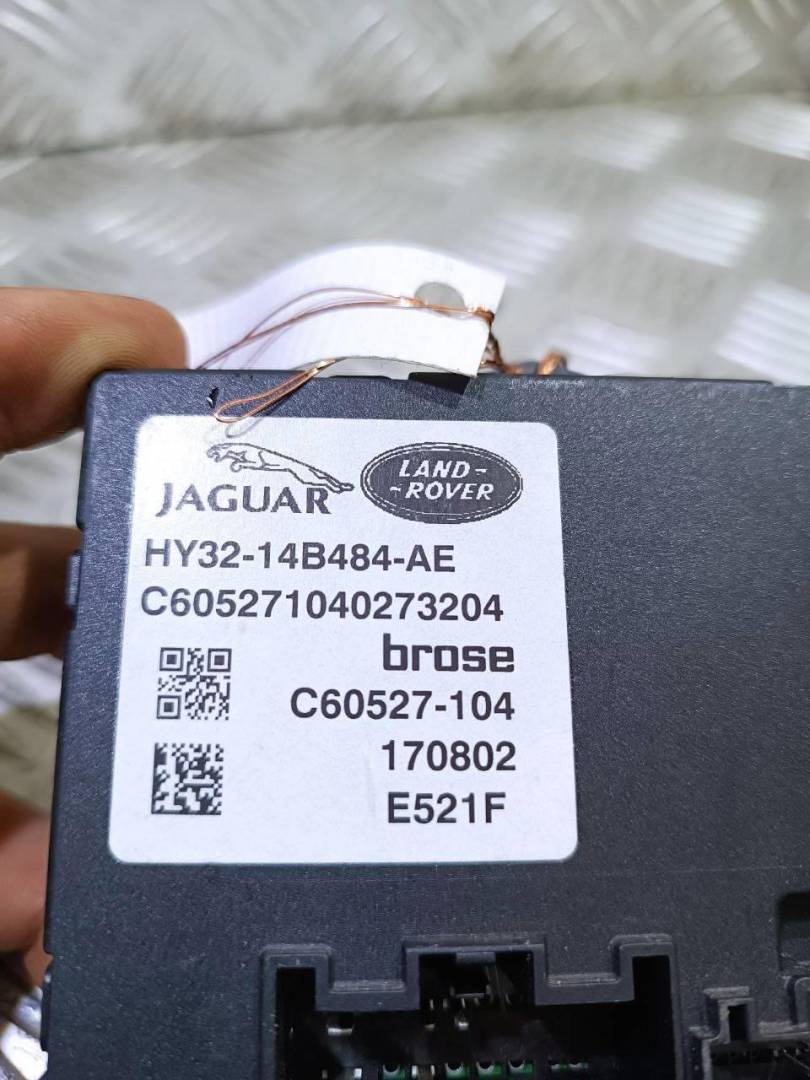 JAGUAR
LAND-
-ROVER
HY32-14B484-AE
C605271040273204
brose
C60527-104
170802
E521F